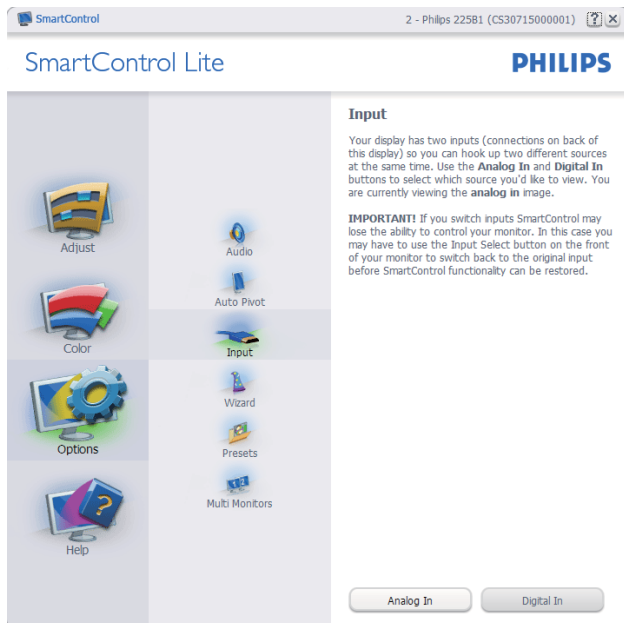 SmartControl
2 - Philips 225B1 (CS30715000001)
?
SmartControl Lite
PHILIPS
Adjust
Color
Options
?
Help
Audio
Auto Pivot
Input
Wizard
Presets
1 2
Multi Monitors
Input
Your display has two inputs (connections on back of
this display) so you can hook up two different sources
at the same time. Use the Analog In and Digital In
buttons to select which source you'd like to view. You
are currently viewing the analog in image.
IMPORTANT! If you switch inputs SmartControl may
lose the ability to control your monitor. In this case you
may have to use the Input Select button on the front
of your monitor to switch back to the original input
before SmartControl functionality can be restored.
Analog In
Digital In